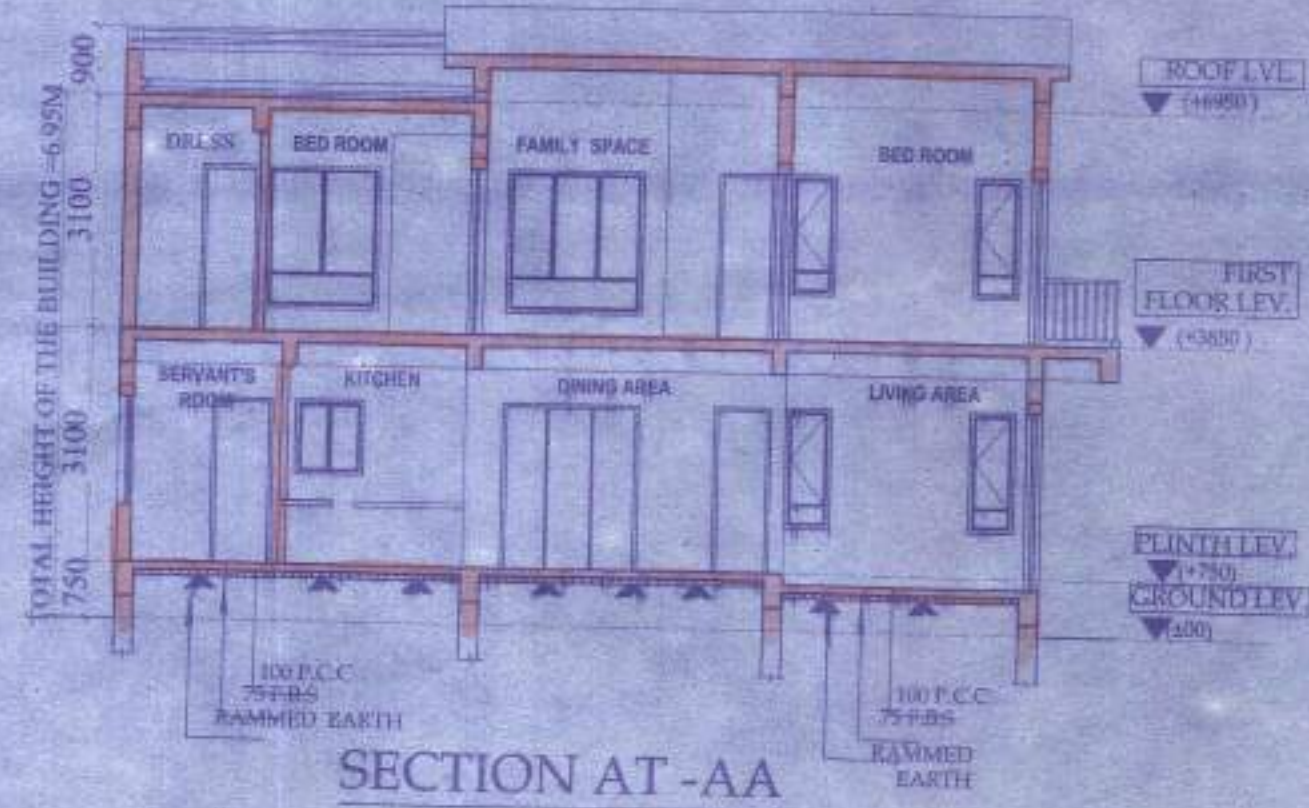 ROOF LVL.
(+6950)
900
DRESS
BED ROOM
FAMILY SPACE
BED ROOM
TOTAL HEIGHT OF THE BUILDING =6.95M
3100
FIRST
FLOOR LEV.
(+3850)
SERVANT'S
ROOM
KITCHEN
DINING AREA
LIVING AREA
3100
PLINTH LEV.
(+750)
750
GROUND LEV
(±00)
100 P.C.C
75 F.B.S
RAMMED EARTH
100 P.C.C
75 F.B.S
RAMMED
EARTH
SECTION AT -AA